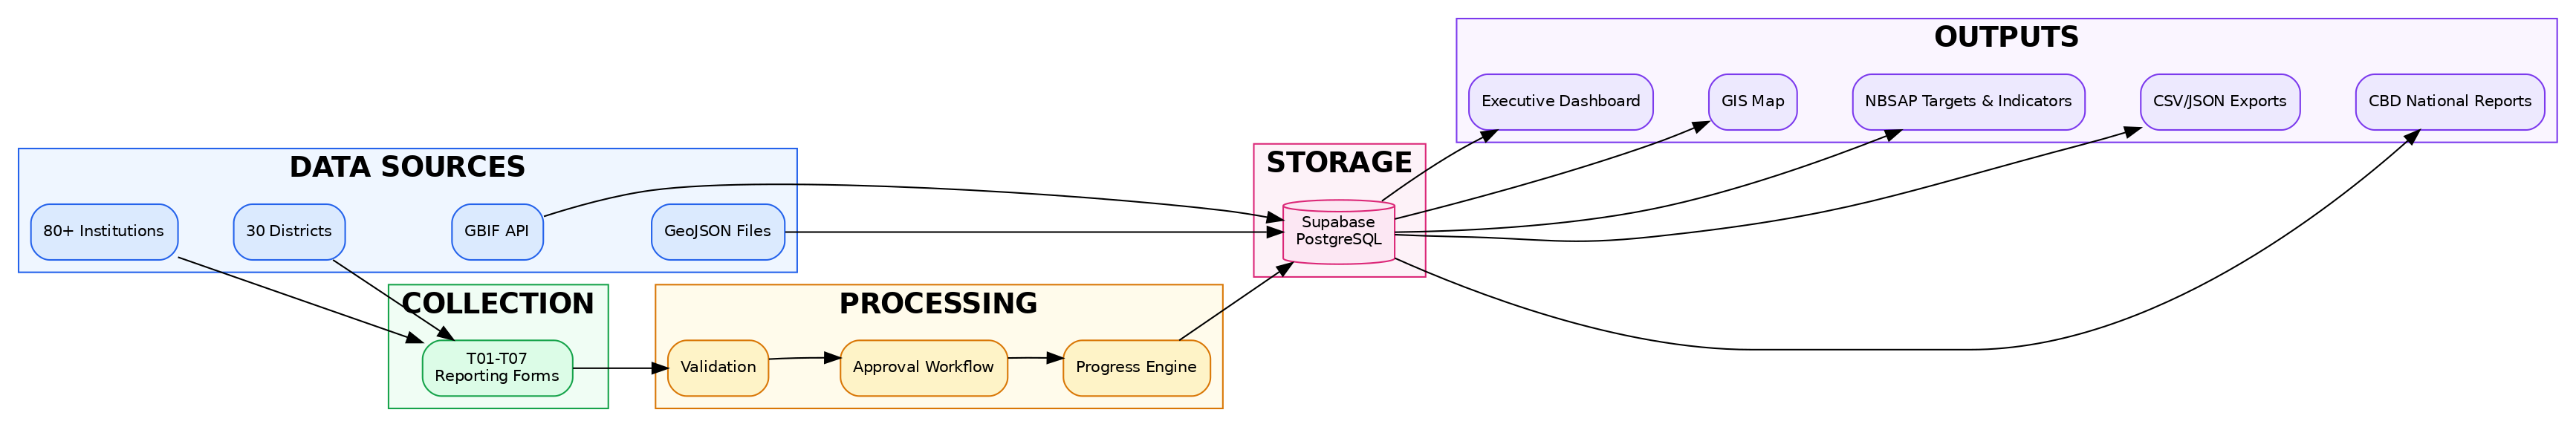 DATA SOURCES
80+ Institutions
30 Districts
GBIF API
GeoJSON Files
COLLECTION
T01-T07
Reporting Forms
PROCESSING
Validation
Approval Workflow
Progress Engine
STORAGE
Supabase
PostgreSQL
OUTPUTS
Executive Dashboard
GIS Map
NBSAP Targets & Indicators
CSV/JSON Exports
CBD National Reports